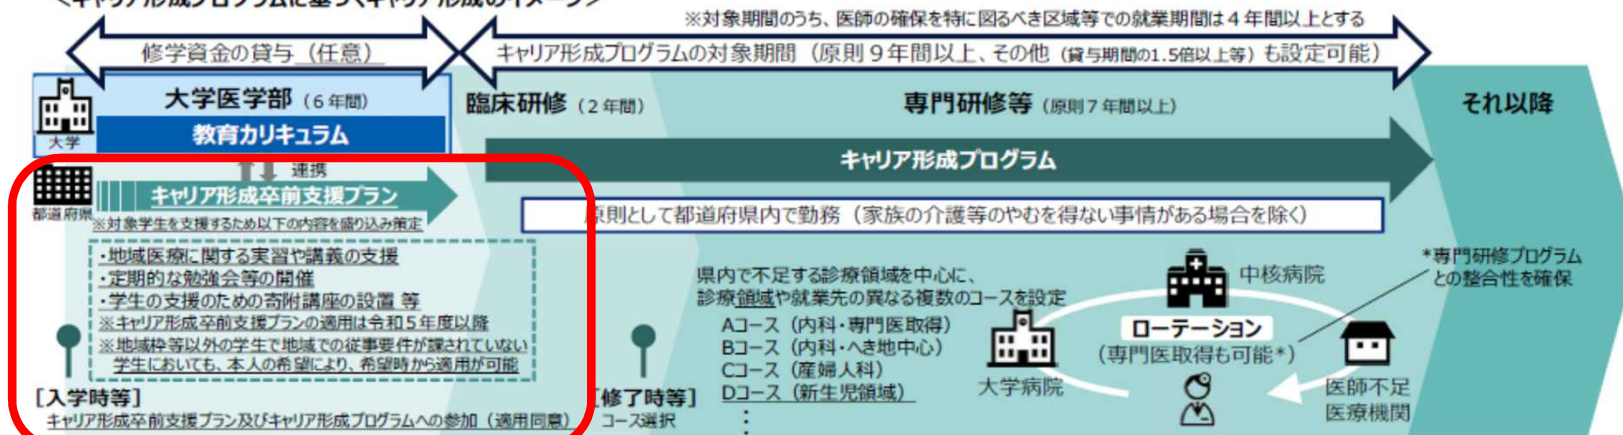 <キャリア形成プログラムに基づくキャリア形成のイメージ>
※対象期間のうち、医師の確保を特に図るべき区域等での就業期間は4年間以上とする
修学資金の貸与(任意)
キャリア形成プログラムの対象期間(原則9年間以上、その他(貸与期間の1.5倍以上等)も設定可能)
大学医学部(6年間)
臨床研修(2年間)
専門研修等(原則7年間以上)
それ以降
大学
教育カリキュラム
連携
キャリア形成プログラム
都道府県
キャリア形成卒前支援プラン
※対象学生を支援するため以下の内容を盛り込み策定
原則として都道府県内で勤務(家族の介護等のやむを得ない事情がある場合を除く)
・地域医療に関する実習や講義の支援
・定期的な勉強会等の開催
・学生の支援のための寄附講座の設置 等
※キャリア形成卒前支援プランの適用は令和5年度以降
※地域枠等以外の学生で地域での従事要件が課されていない
学生においても、本人の希望により、希望時から適用が可能
[入学時等]
キャリア形成卒前支援プラン及びキャリア形成プログラムへの参加(適用同意)
[修了時等]
コース選択
県内で不足する診療領域を中心に、
診療領域や就業先の異なる複数のコースを設定
Aコース(内科・専門医取得)
Bコース(内科・へき地中心)
Cコース(産婦人科)
Dコース(新生児領域)
⋮
中核病院
*専門研修プログラム
との整合性を確保
ローテーション
(専門医取得も可能*)
大学病院
医師不足
医療機関